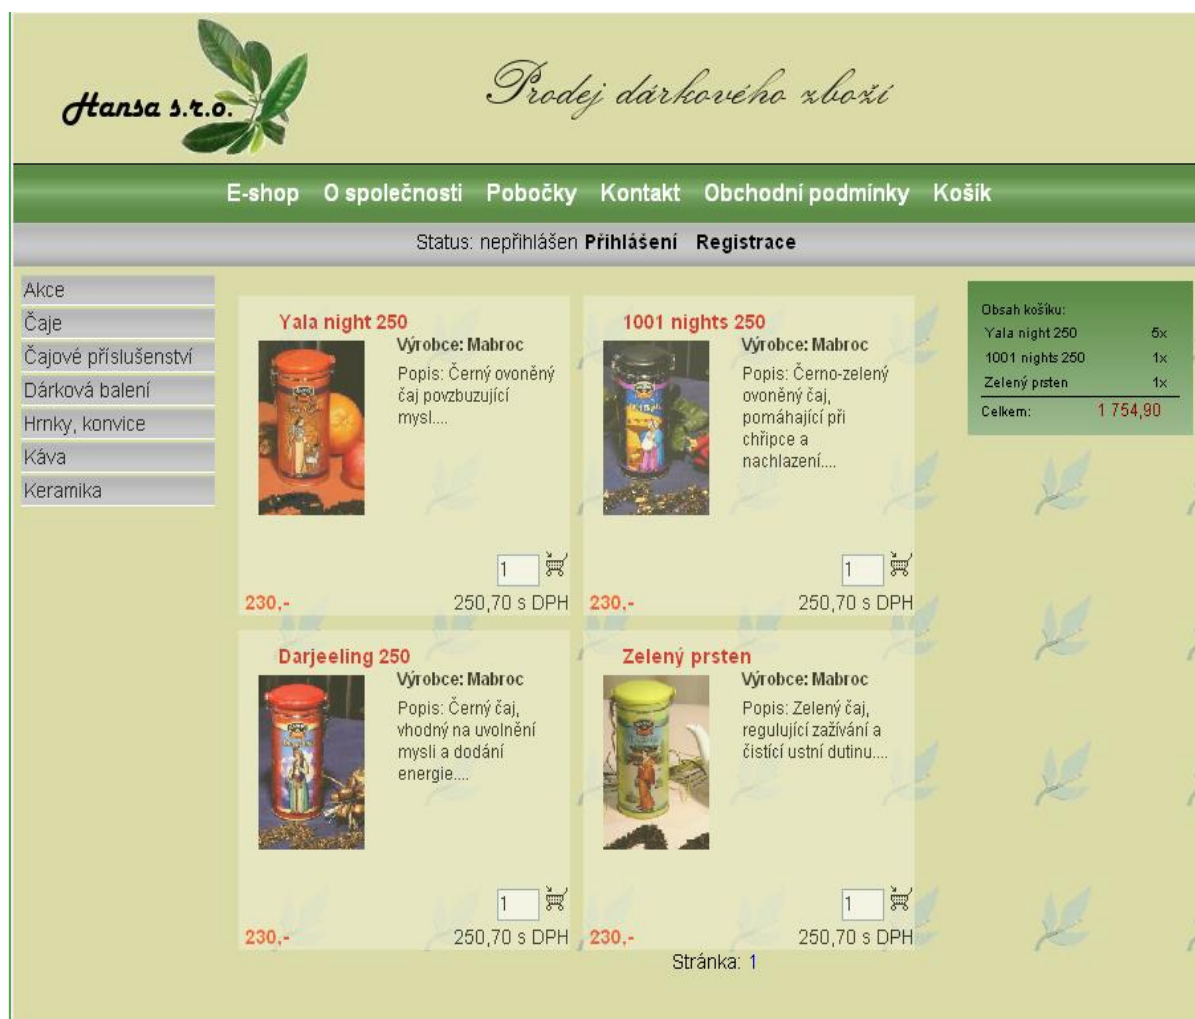 Hansa s.r.o.
Prodej dárkového zboží
E-shop O společnosti Pobočky Kontakt Obchodní podmínky Košík
Status: nepřihlášen Přihlášení Registrace
Akce
Čaje
Čajové příslušenství
Dárková balení
Hrnky, konvice
Káva
Keramika
Yala night 250
Výrobce: Mabroc
Popis: Černý ovoněný
čaj povzbuzující
mysl....
1
230,- 250,70 s DPH
1001 nights 250
Výrobce: Mabroc
Popis: Černo-zelený
ovoněný čaj,
pomáhající při
chřipce a
nachlazení....
1
230,- 250,70 s DPH
Darjeeling 250
Výrobce: Mabroc
Popis: Černý čaj,
vhodný na uvolnění
mysli a dodání
energie....
1
230,- 250,70 s DPH
Zelený prsten
Výrobce: Mabroc
Popis: Zelený čaj,
regulující zažívání a
čistící ustní dutinu....
1
230,- 250,70 s DPH
Stránka: 1
Obsah košíku:
Yala night 250 5x
1001 nights 250 1x
Zelený prsten 1x
Celkem: 1 754,90